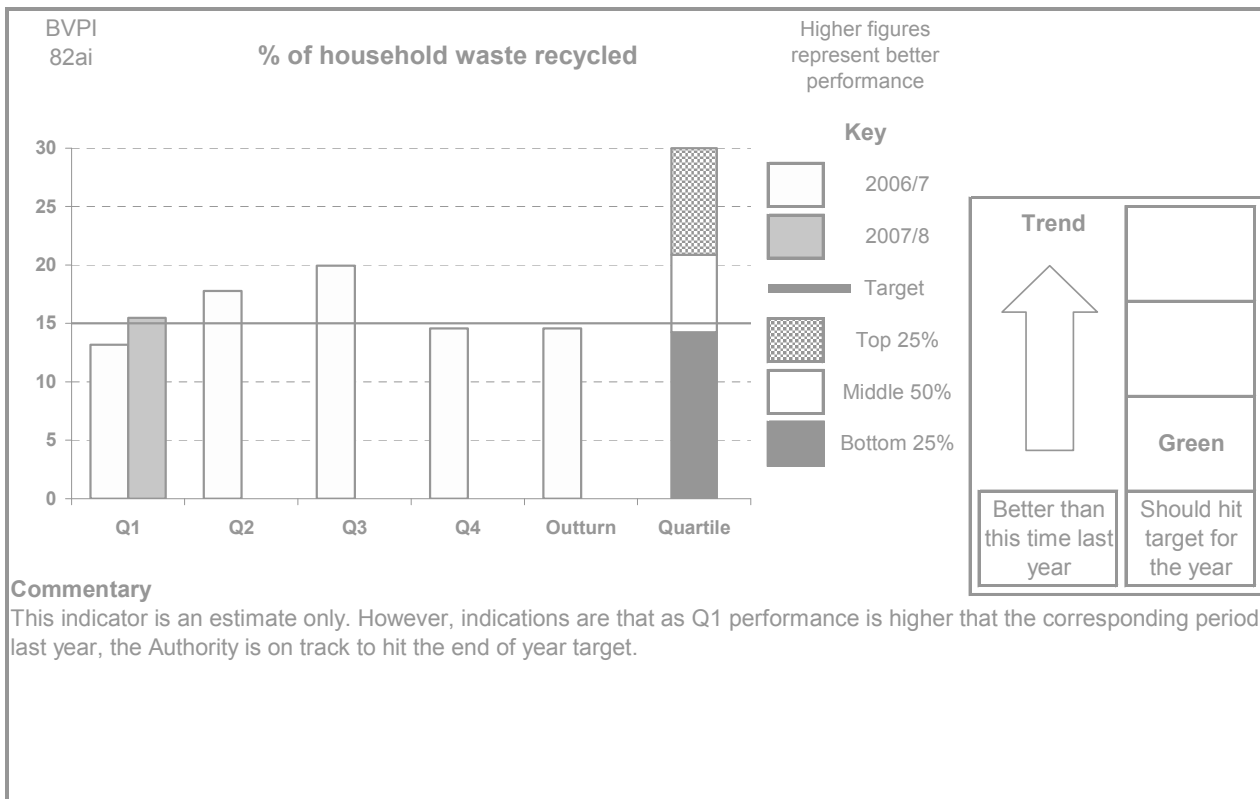 BVPI
82ai
% of household waste recycled
Higher figures
represent better
performance
Key
30
25
20
15
10
5
0
Q1
Q2
Q3
Q4
Outturn
Quartile
2006/7
2007/8
Target
Top 25%
Middle 50%
Bottom 25%
Trend
Green
Better than
this time last
year
Should hit
target for
the year
Commentary
This indicator is an estimate only. However, indications are that as Q1 performance is higher that the corresponding period
last year, the Authority is on track to hit the end of year target.